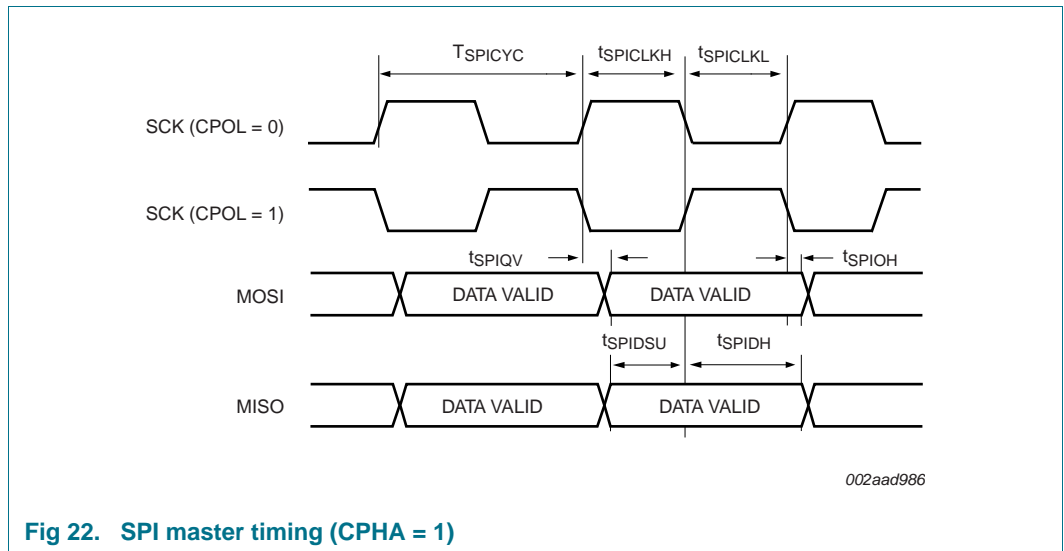 TSPICYC tSPICLKH tSPICLKL
SCK (CPOL = 0)
SCK (CPOL = 1)
tSPIQV tSPIOH
MOSI DATA VALID DATA VALID
tSPIDSU tSPIDH
MISO DATA VALID DATA VALID
002aad986
Fig 22. SPI master timing (CPHA = 1)